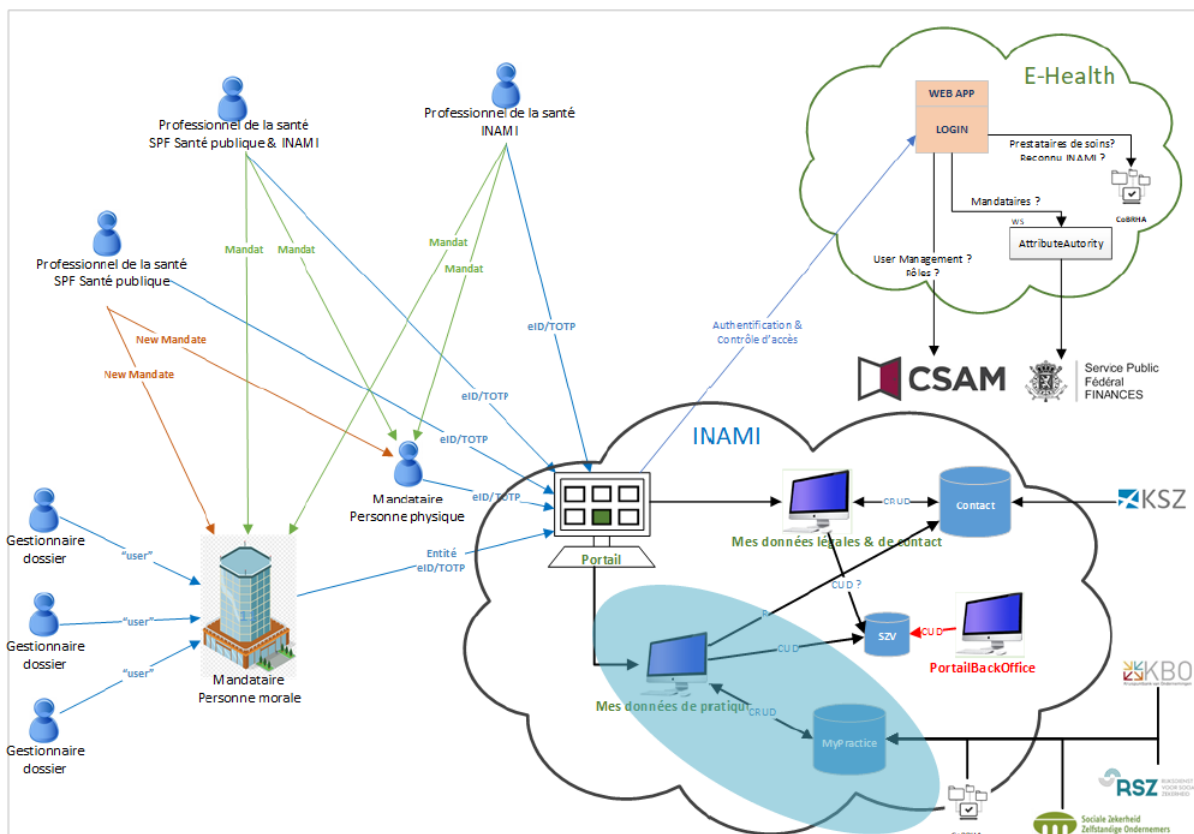 E-Health
WEB APP
LOGIN
Prestataires de soins?
Reconnu INAMI ?
CoBRHA
Mandataires ?
WS
AttributeAutority
User Management ?
Rôles ?
CSAM
Service Public
Fédéral
FINANCES
Professionnel de la santé
SPF Santé publique & INAMI
Professionnel de la santé
INAMI
Professionnel de la santé
SPF Santé publique
Mandat
Mandat
Mandat
Mandat
New Mandate
New Mandate
eID/TOTP
eID/TOTP
eID/TOTP
eID/TOTP
Authentification &
Contrôle d'accès
Mandataire
Personne physique
Gestionnaire
dossier
"user"
Gestionnaire
dossier
"user"
Gestionnaire
dossier
"user"
Mandataire
Personne morale
Entité
eID/TOTP
INAMI
Portail
Mes données légales & de contact
CRUD
Contact
KSZ
CUD ?
R
CUD
SZV
CUD
PortailBackOffice
Mes données de pratiqu
CRUD
MyPractice
KBO
RSZ
RIJKSDIENST
VOOR SOCIALE
ZEKERHEID
Sociale Zekerheid
Zelfstandige Ondernemers